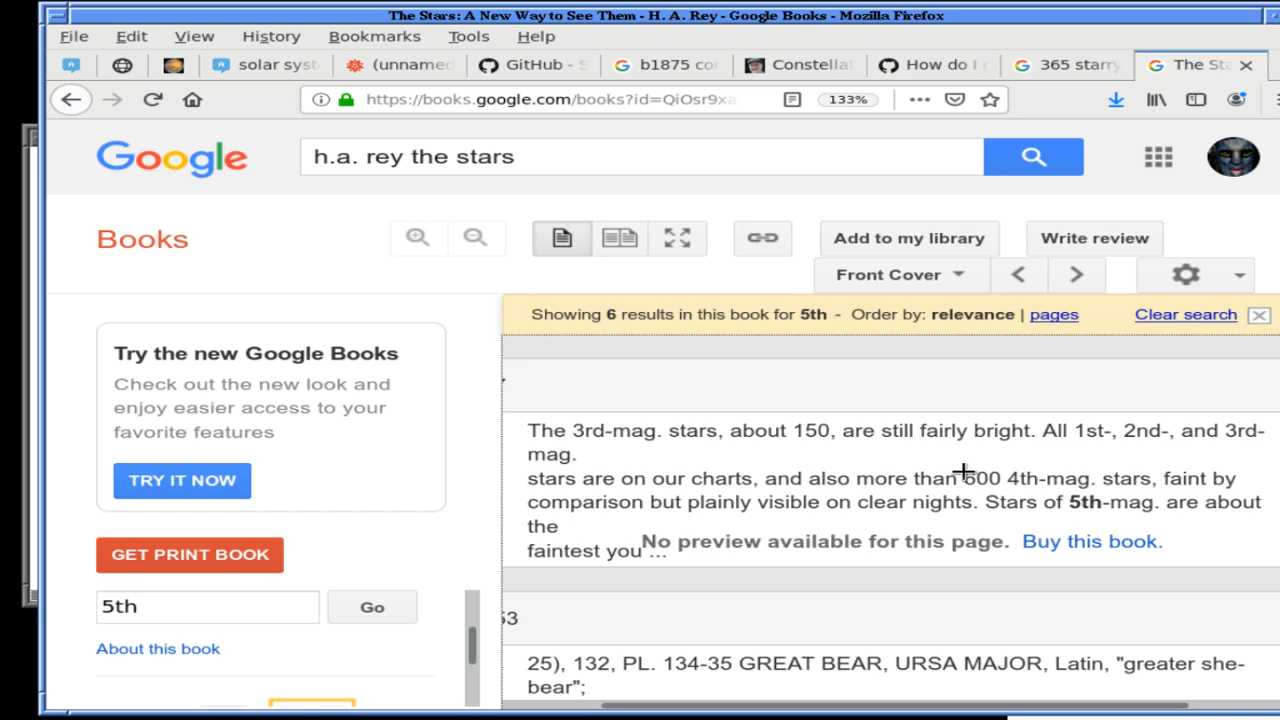 The Stars: A New Way to See Them - H. A. Rey - Google Books - Mozilla Firefox
File Edit View History Bookmarks Tools Help
solar syst (unname GitHub - S b1875 co Constella How do I g 365 starry The Sta
https://books.google.com/books?id=QiOsr9xa 133%
Google h.a. rey the stars
Books Add to my library Write review
Front Cover
Showing 6 results in this book for 5th - Order by: relevance | pages Clear search
Try the new Google Books
Check out the new look and
enjoy easier access to your
favorite features
TRY IT NOW
GET PRINT BOOK
5th Go
About this book
The 3rd-mag. stars, about 150, are still fairly bright. All 1st-, 2nd-, and 3rd-
mag.
stars are on our charts, and also more than 600 4th-mag. stars, faint by
comparison but plainly visible on clear nights. Stars of 5th-mag. are about
the
faintest you ...
No preview available for this page. Buy this book.
53
25), 132, PL. 134-35 GREAT BEAR, URSA MAJOR, Latin, "greater she-
bear";